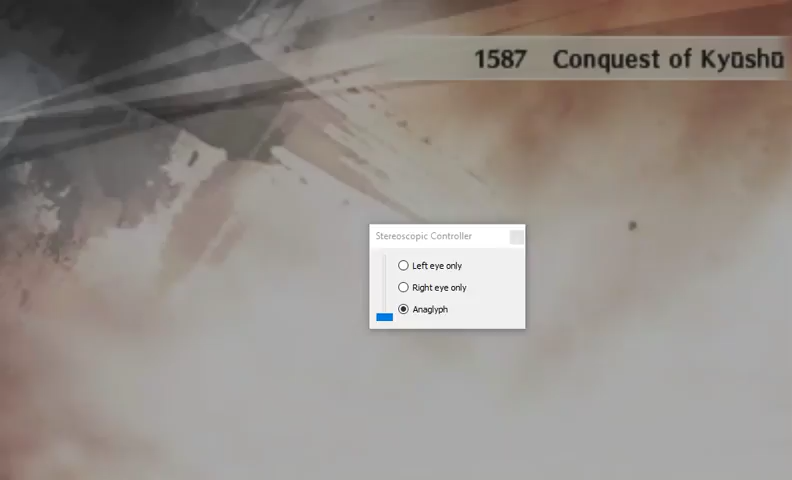 1587 Conquest of Kyūshū
Stereoscopic Controller
Left eye only
Right eye only
Anaglyph